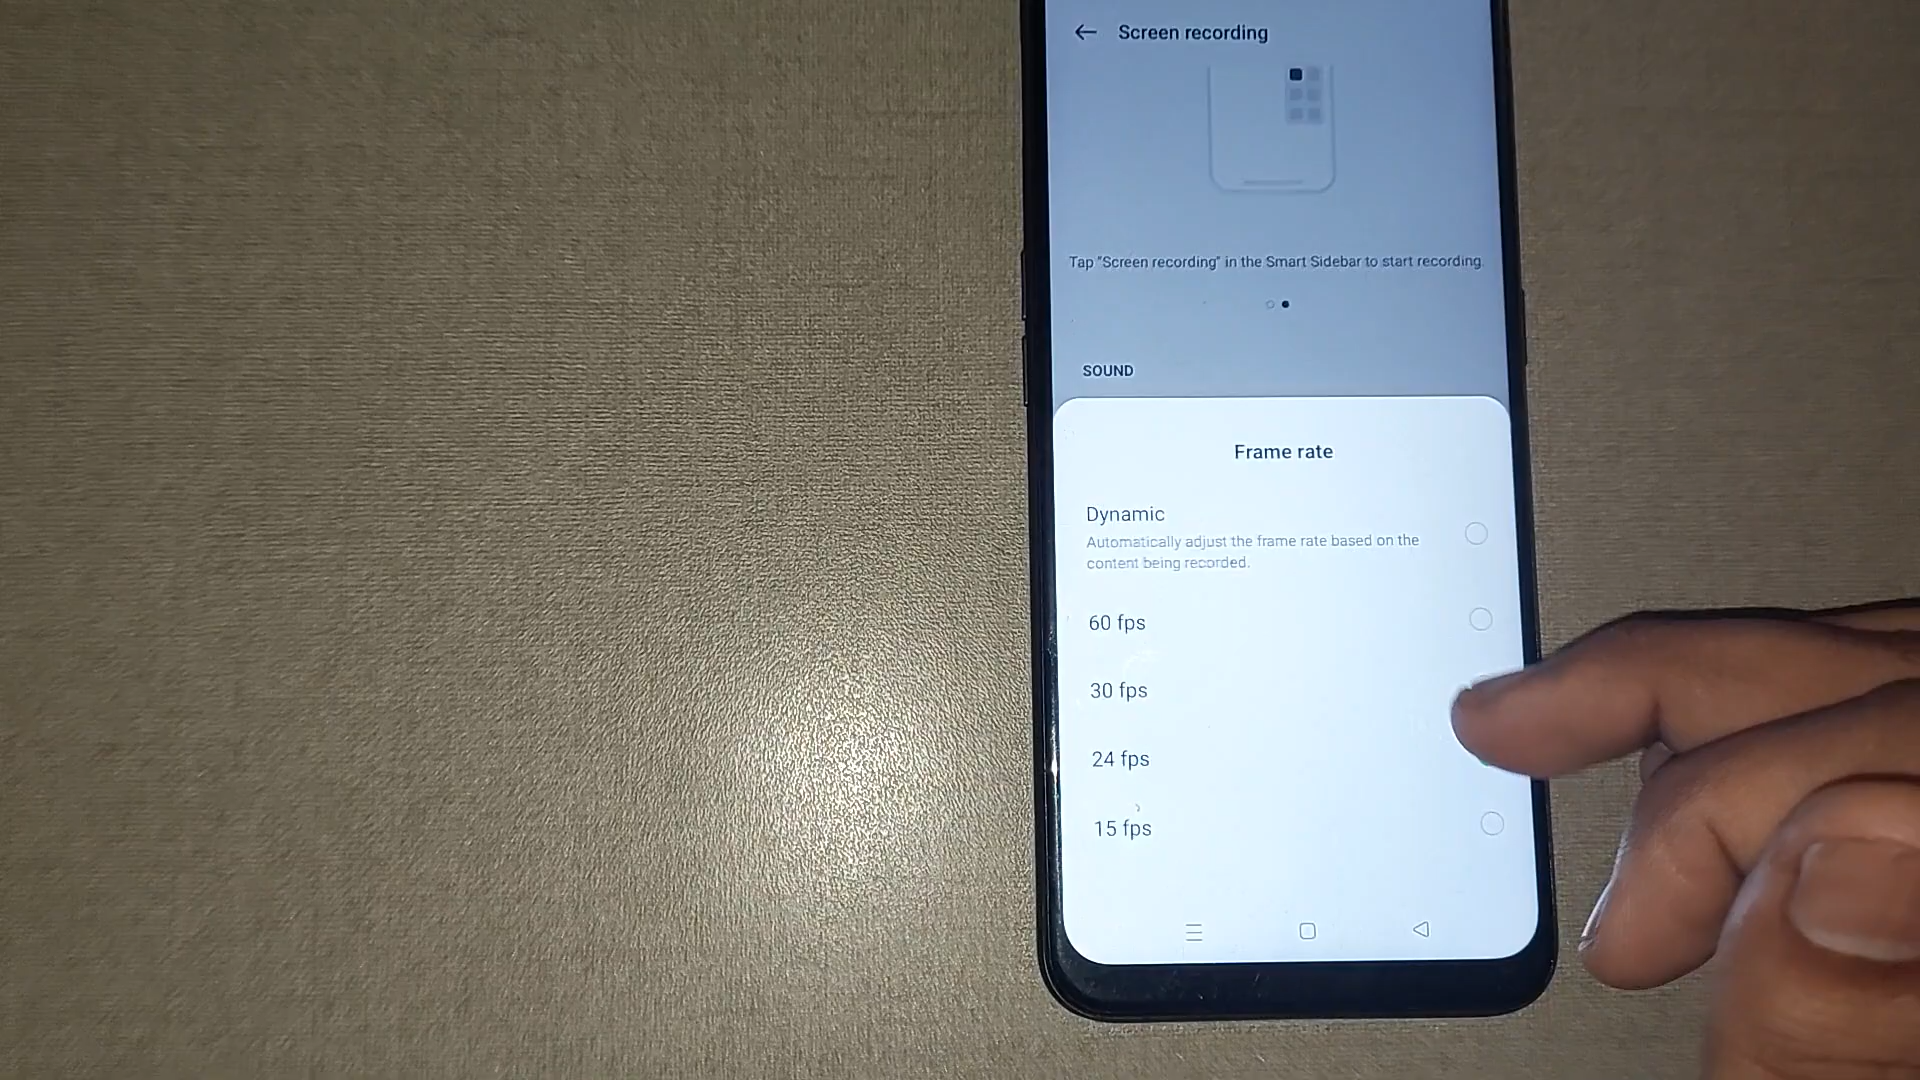 Screen recording
Tap "Screen recording" in the Smart Sidebar to start recording.
SOUND
Frame rate
Dynamic
Automatically adjust the frame rate based on the
content being recorded.
60 fps
30 fps
24 fps
15 fps